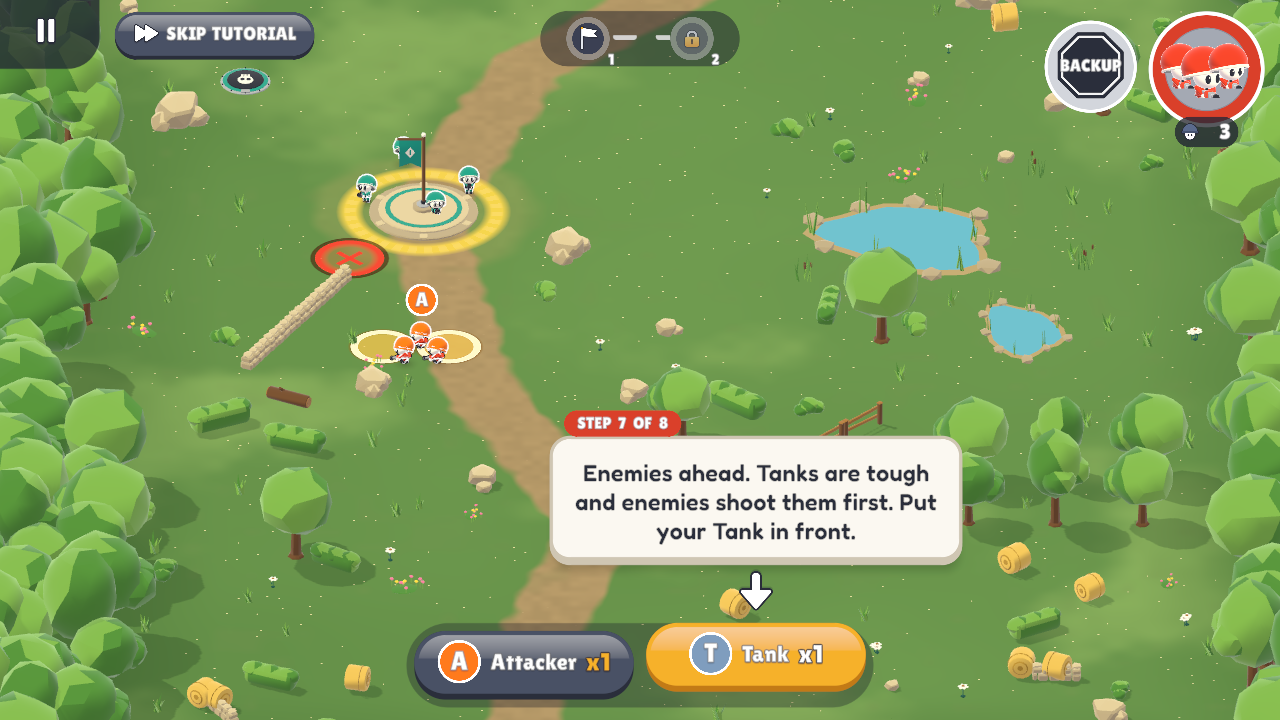 SKIP TUTORIAL
1
2
BACKUP
3
A
STEP 7 OF 8
Enemies ahead. Tanks are tough
and enemies shoot them first. Put
your Tank in front.
A Attacker x1
T Tank x1